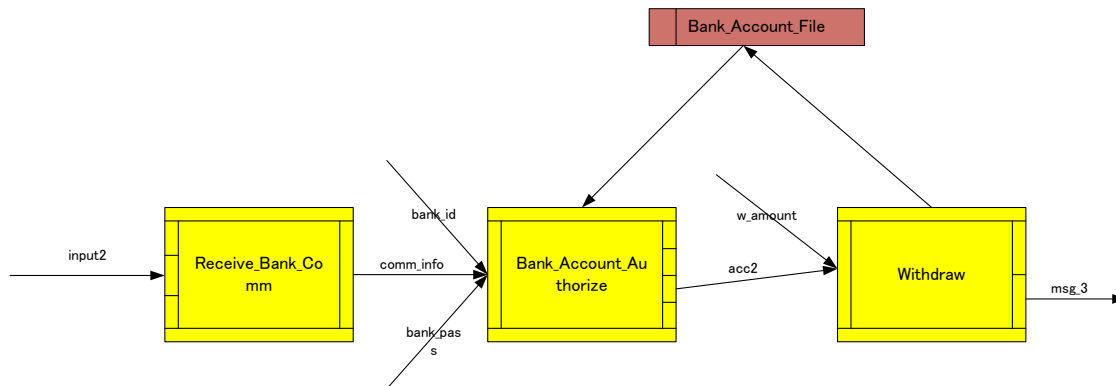 Bank_Account_File
bank_id
w_amount
input2
Receive_Bank_Co
mm
comm_info
Bank_Account_Au
thorize
acc2
Withdraw
msg_3
bank_pas
s